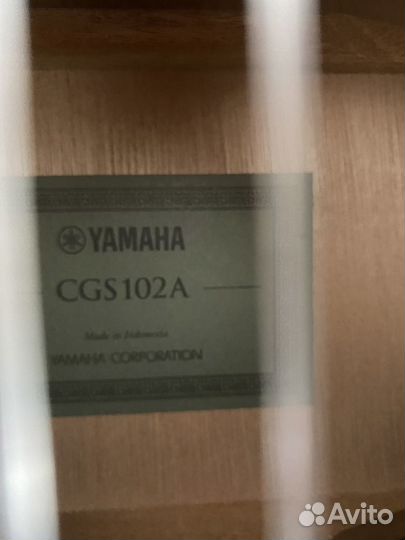 YAMAHA
CGS102A
Made in Indonesia
YAMAHA CORPORATION
Avito